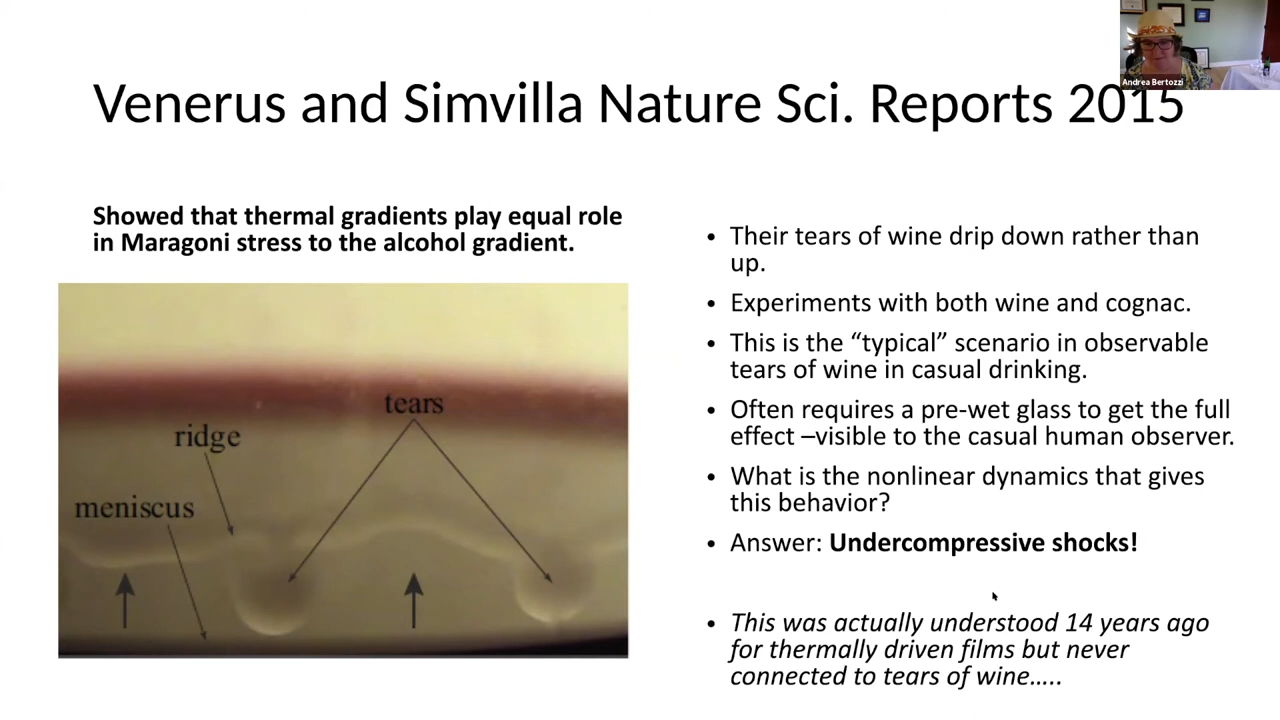 Andrea Bertozzi
Venerus and Simvilla Nature Sci. Reports 2015
Showed that thermal gradients play equal role
in Maragoni stress to the alcohol gradient.
tears
ridge
meniscus
• Their tears of wine drip down rather than
up.
• Experiments with both wine and cognac.
• This is the “typical” scenario in observable
tears of wine in casual drinking.
• Often requires a pre-wet glass to get the full
effect –visible to the casual human observer.
• What is the nonlinear dynamics that gives
this behavior?
• Answer: Undercompressive shocks!
• This was actually understood 14 years ago
for thermally driven films but never
connected to tears of wine…..